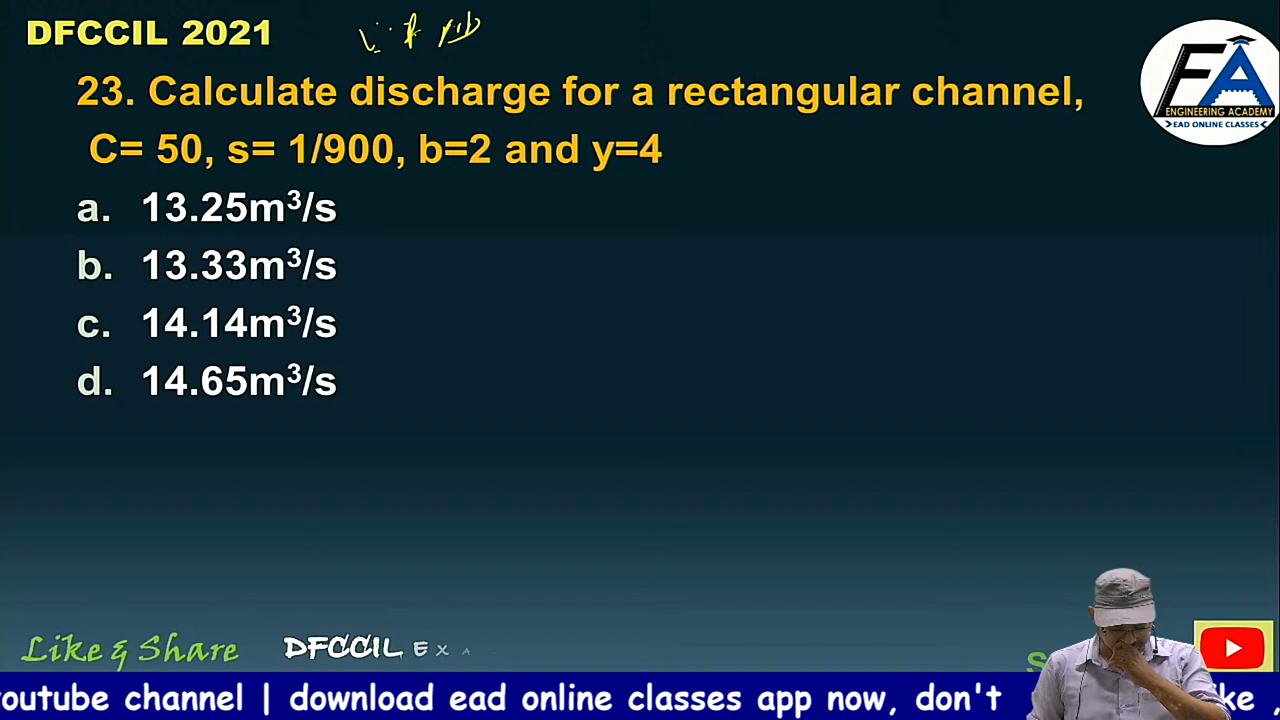 DFCCIL 2021
23. Calculate discharge for a rectangular channel,
C= 50, s= 1/900, b=2 and y=4
a. 13.25m³/s
b. 13.33m³/s
c. 14.14m³/s
d. 14.65m³/s
ENGINEERING ACADEMY
EAD ONLINE CLASSES
Like & Share
DFCCIL Ex
youtube channel | download ead online classes app now, don't